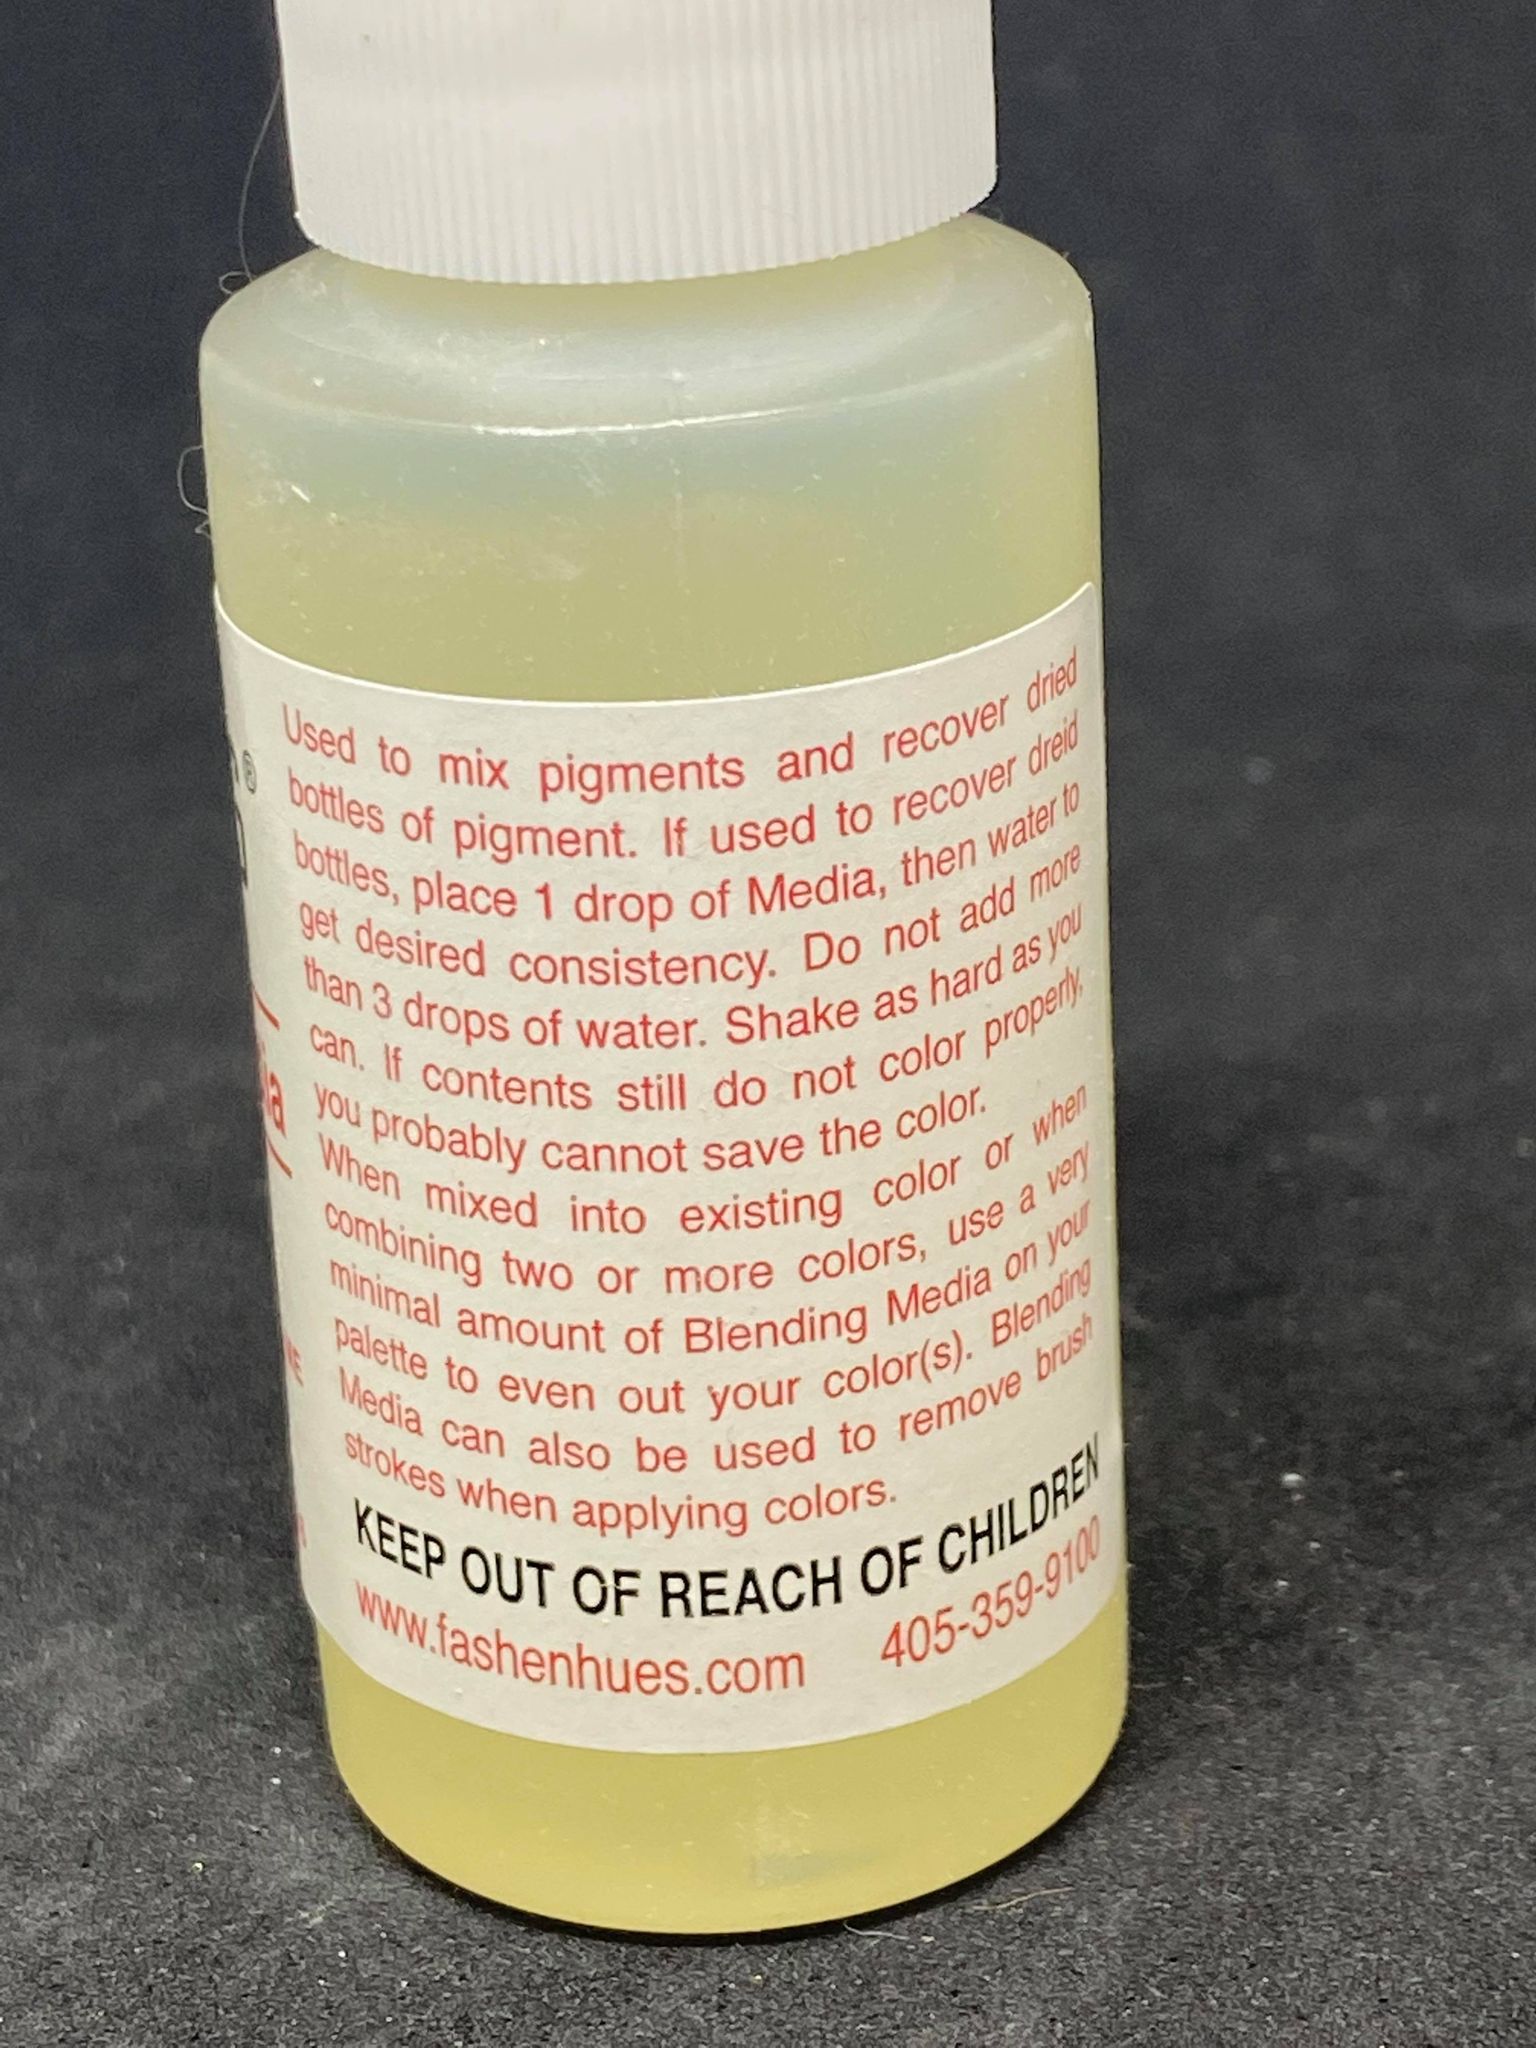 ®
Used to mix pigments and recover dried
bottles of pigment. If used to recover dreid
bottles, place 1 drop of Media, then water to
get desired consistency. Do not add more
than 3 drops of water. Shake as hard as you
can. If contents still do not color properly,
you probably cannot save the color.
When mixed into existing color or when
combining two or more colors, use a very
minimal amount of Blending Media on your
palette to even out your color(s). Blending
Media can also be used to remove brush
strokes when applying colors.
KEEP OUT OF REACH OF CHILDREN
www.fashenhues.com 405-359-9100